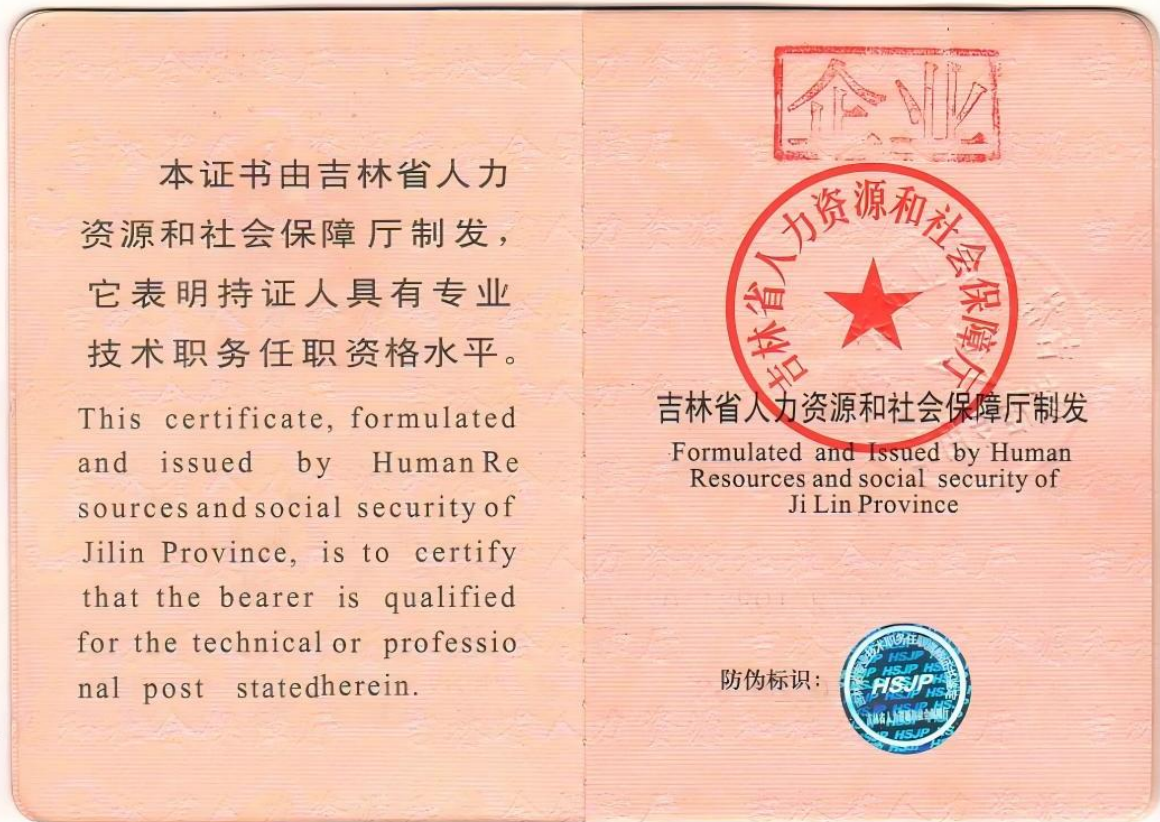 本证书由吉林省人力
资源和社会保障厅制发，
它表明持证人具有专业
技术职务任职资格水平。
This certificate, formulated
and issued by Human Re
sources and social security of
Jilin Province, is to certify
that the bearer is qualified
for the technical or professio
nal post stated herein.
企业
吉林省人力资源和社会保障厅
吉林省人力资源和社会保障厅制发
Formulated and Issued by Human
Resources and social security of
Ji Lin Province
防伪标识：
HSJP